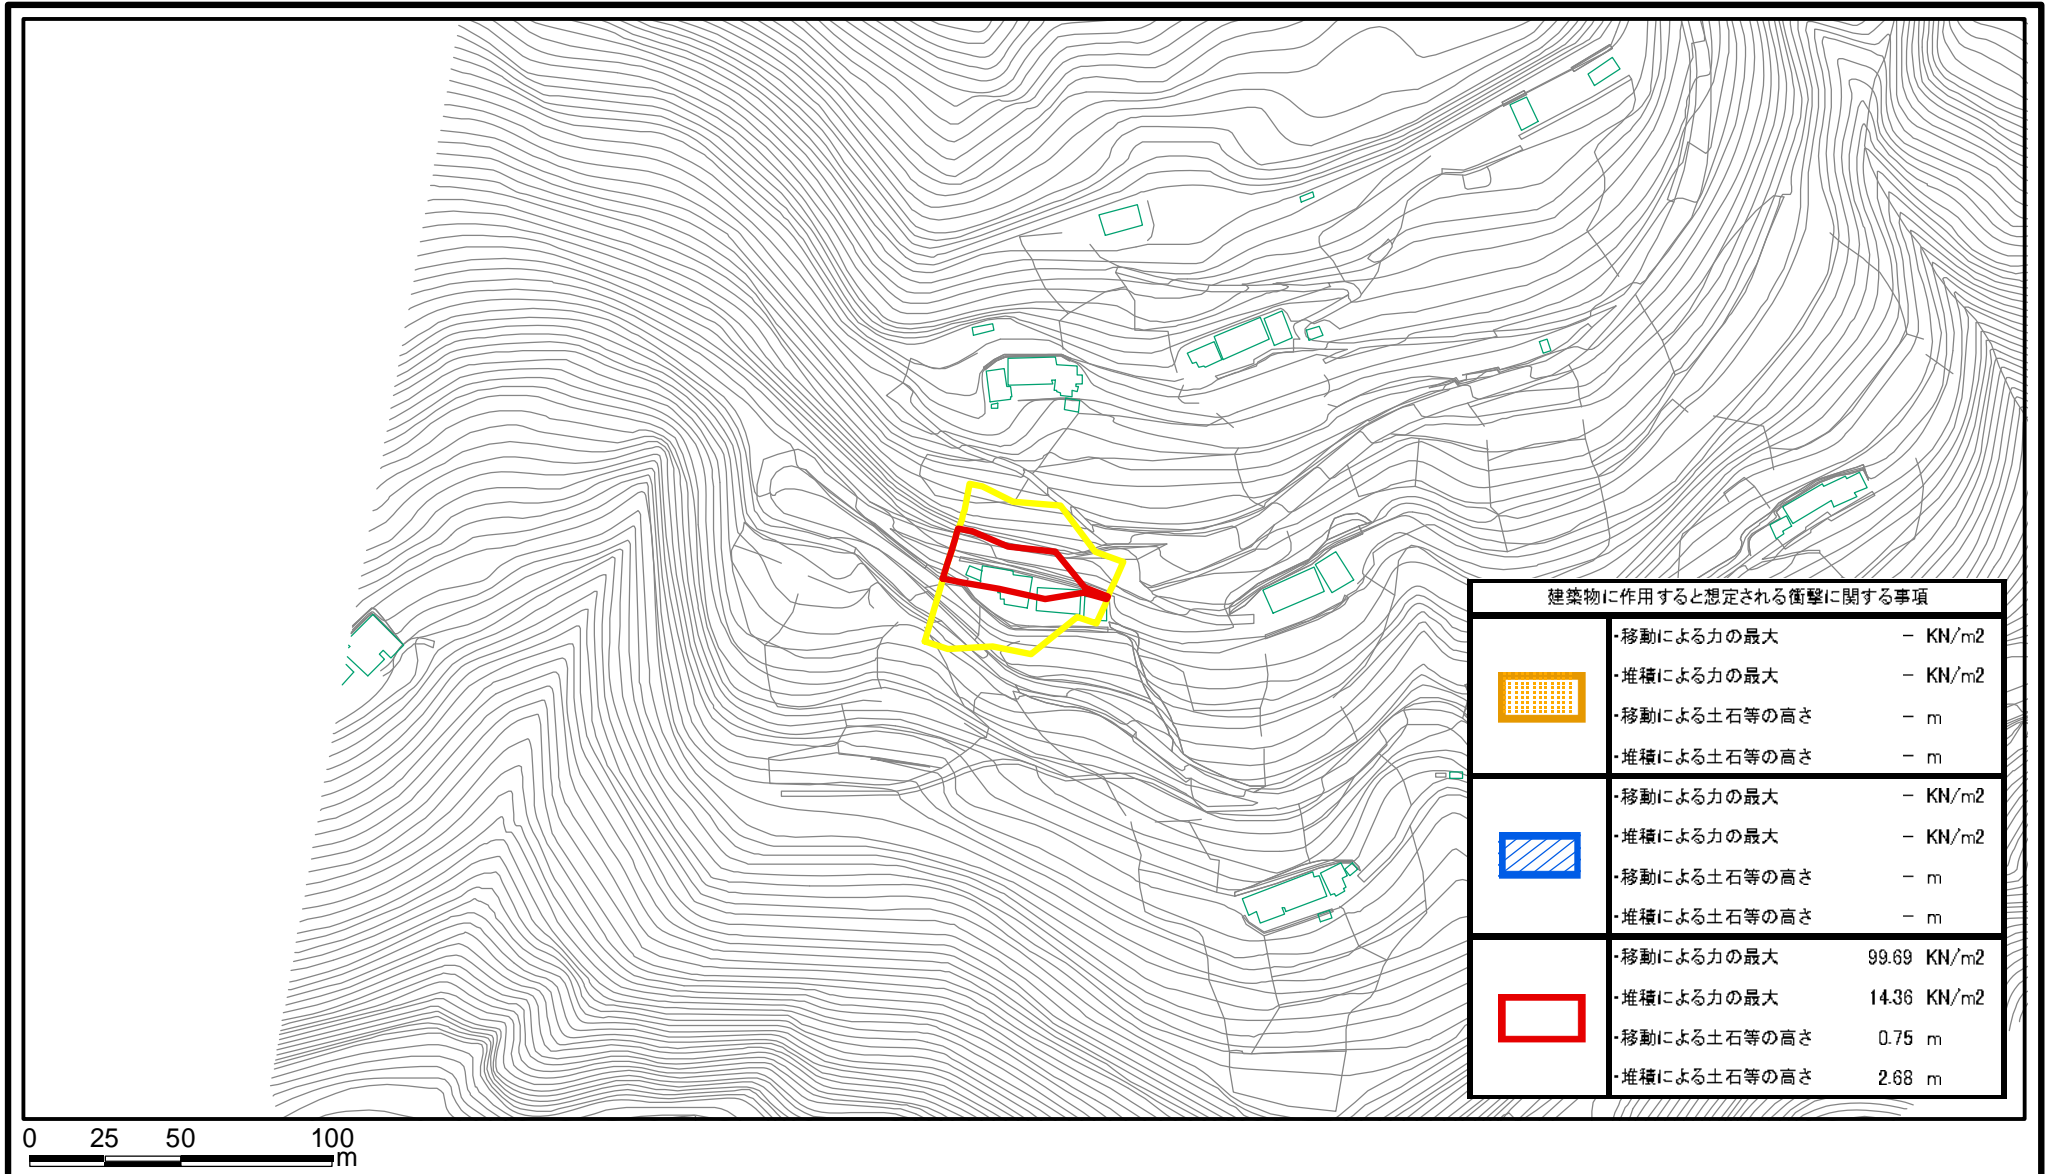 建築物に作用すると想定される衝撃に関する事項
・移動による力の最大 － KN/m2
・堆積による力の最大 － KN/m2
・移動による土石等の高さ － m
・堆積による土石等の高さ － m
・移動による力の最大 － KN/m2
・堆積による力の最大 － KN/m2
・移動による土石等の高さ － m
・堆積による土石等の高さ － m
・移動による力の最大 99.69 KN/m2
・堆積による力の最大 14.36 KN/m2
・移動による土石等の高さ 0.75 m
・堆積による土石等の高さ 2.68 m
0 25 50 100
m